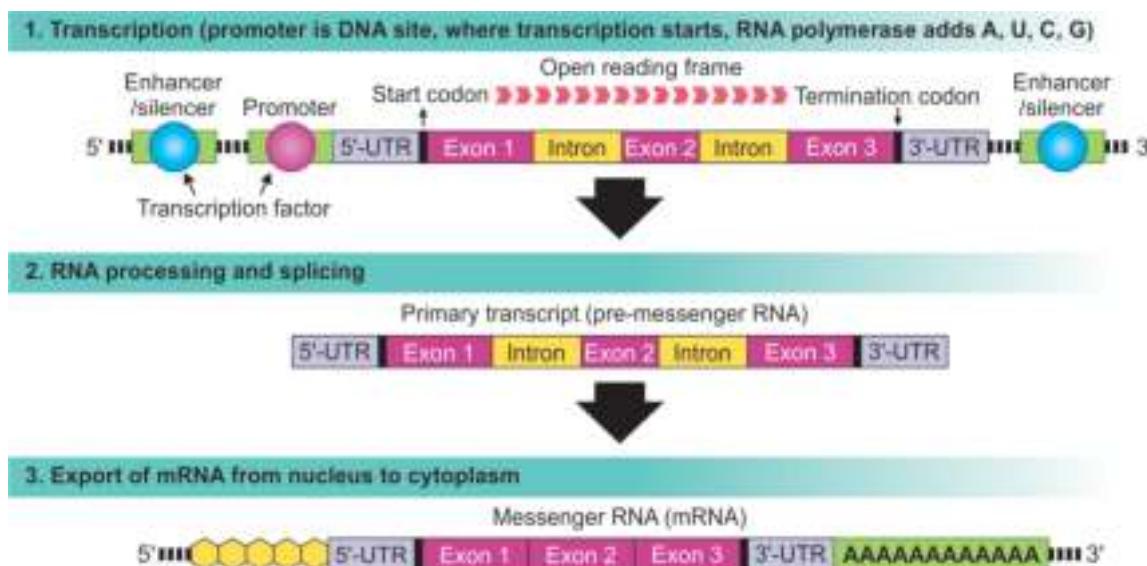 1. Transcription (promoter is DNA site, where transcription starts, RNA polymerase adds A, U, C, G)
Open reading frame
Enhancer
/silencer
Promoter
Start codon
Termination codon
Enhancer
/silencer
5' 5'-UTR Exon 1 Intron Exon 2 Intron Exon 3 3'-UTR 3'
Transcription factor
2. RNA processing and splicing
Primary transcript (pre-messenger RNA)
5'-UTR Exon 1 Intron Exon 2 Intron Exon 3 3'-UTR
3. Export of mRNA from nucleus to cytoplasm
Messenger RNA (mRNA)
5' 5'-UTR Exon 1 Exon 2 Exon 3 3'-UTR AAAAAAAAAAAA 3'